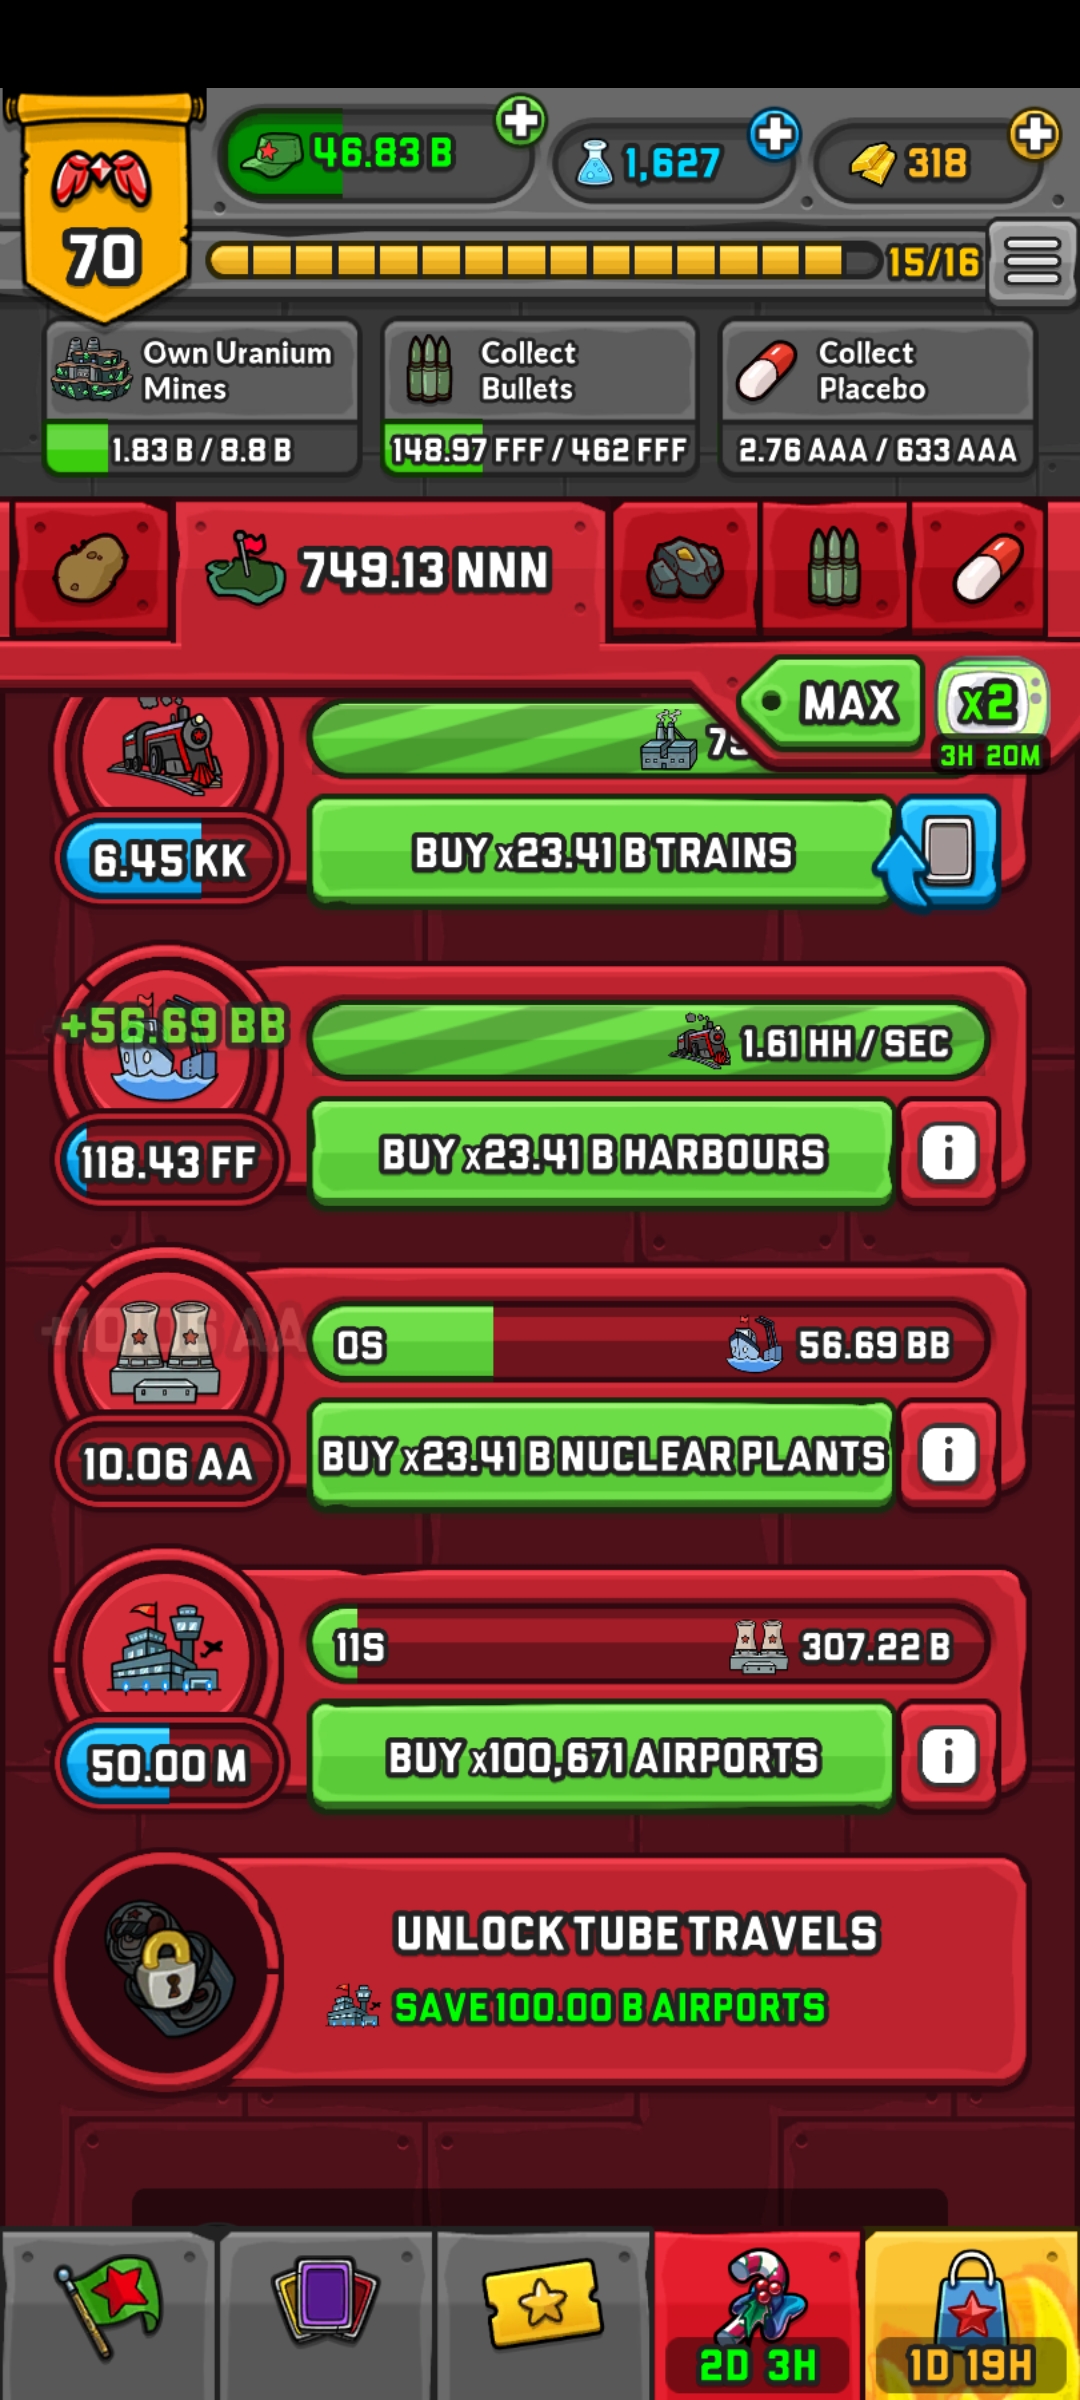 46.83 B
1,627
318
70
15/16
Own Uranium
Mines
1.83 B / 8.8 B
Collect
Bullets
148.97 FFF / 462 FFF
Collect
Placebo
2.76 AAA / 633 AAA
749.13 NNN
MAX
x2
3H 20M
6.45 KK
BUY x23.41 B TRAINS
+56.69 BB
1.61 HH / SEC
118.43 FF
BUY x23.41 B HARBOURS
0S
56.69 BB
10.06 AA
BUY x23.41 B NUCLEAR PLANTS
11S
307.22 B
50.00 M
BUY x100,671 AIRPORTS
UNLOCK TUBE TRAVELS
SAVE 100.00 B AIRPORTS
2D 3H
1D 19H